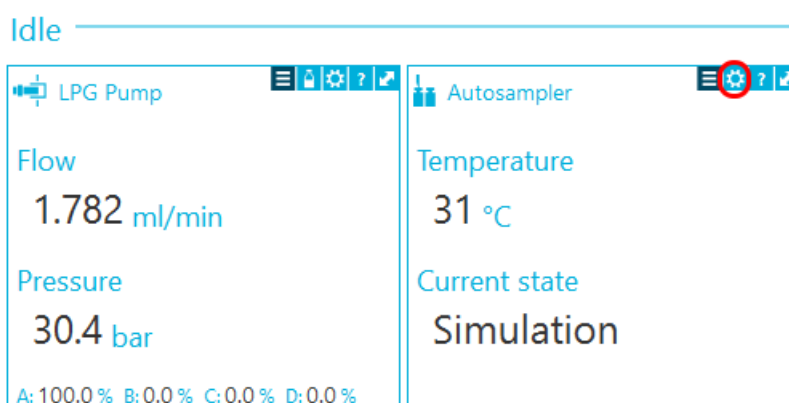 Idle
LPG Pump
?
Flow
1.782 ml/min
Pressure
30.4 bar
A: 100.0 % B: 0.0 % C: 0.0 % D: 0.0 %
Autosampler
?
Temperature
31 °C
Current state
Simulation